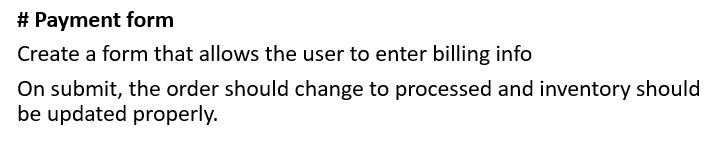 # Payment form
Create a form that allows the user to enter billing info
On submit, the order should change to processed and inventory should
be updated properly.